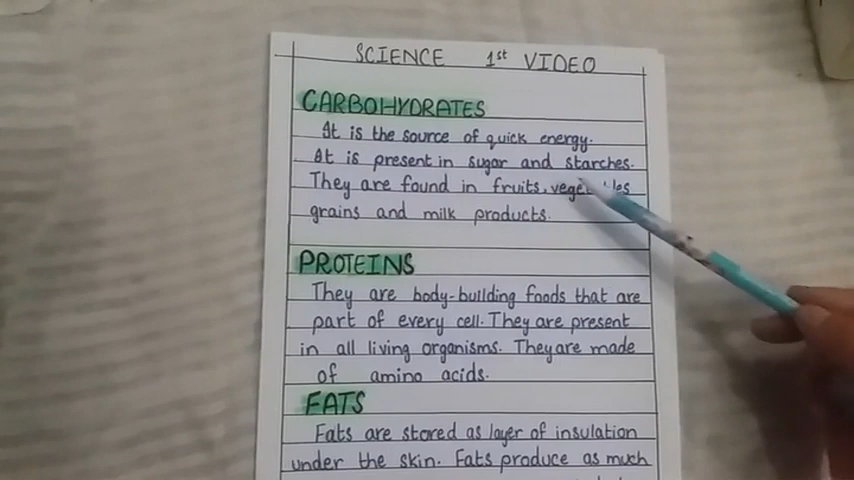 SCIENCE 1st VIDEO
CARBOHYDRATES
It is the source of quick energy.
It is present in sugar and starches.
They are found in fruits, vegetables
grains and milk products.
PROTEINS
They are body-building foods that are
part of every cell. They are present
in all living organisms. They are made
of amino acids.
FATS
Fats are stored as layer of insulation
under the skin. Fats produce as much